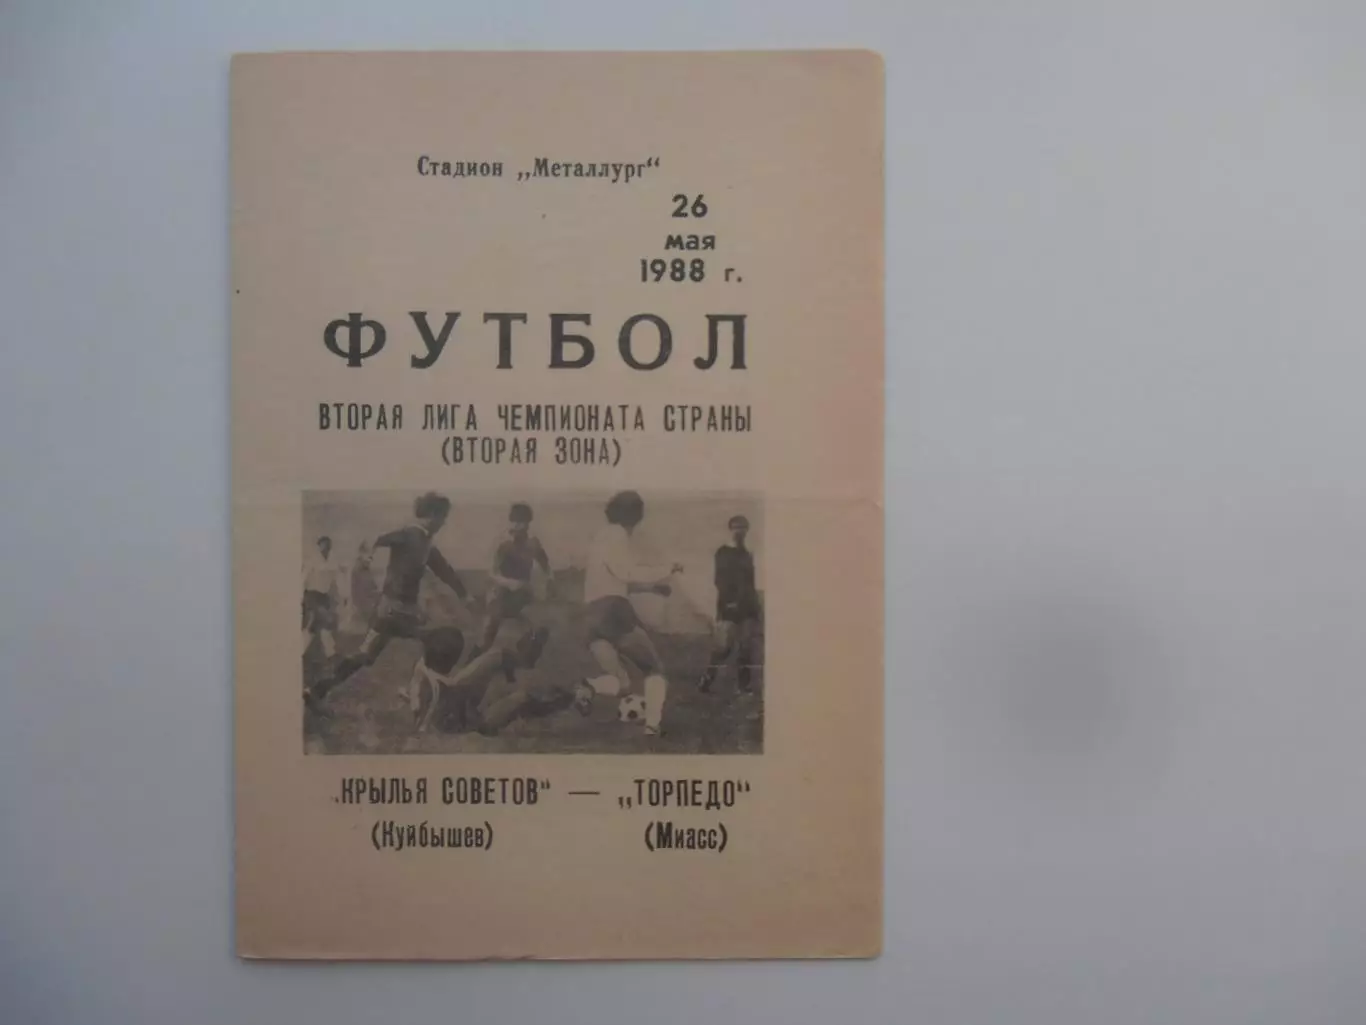 Стадион „Металлург“
26
мая
1988 г.
ФУТБОЛ
ВТОРАЯ ЛИГА ЧЕМПИОНАТА СТРАНЫ
(ВТОРАЯ ЗОНА)
„КРЫЛЬЯ СОВЕТОВ“ — „ТОРПЕДО“
(Куйбышев) (Миасс)